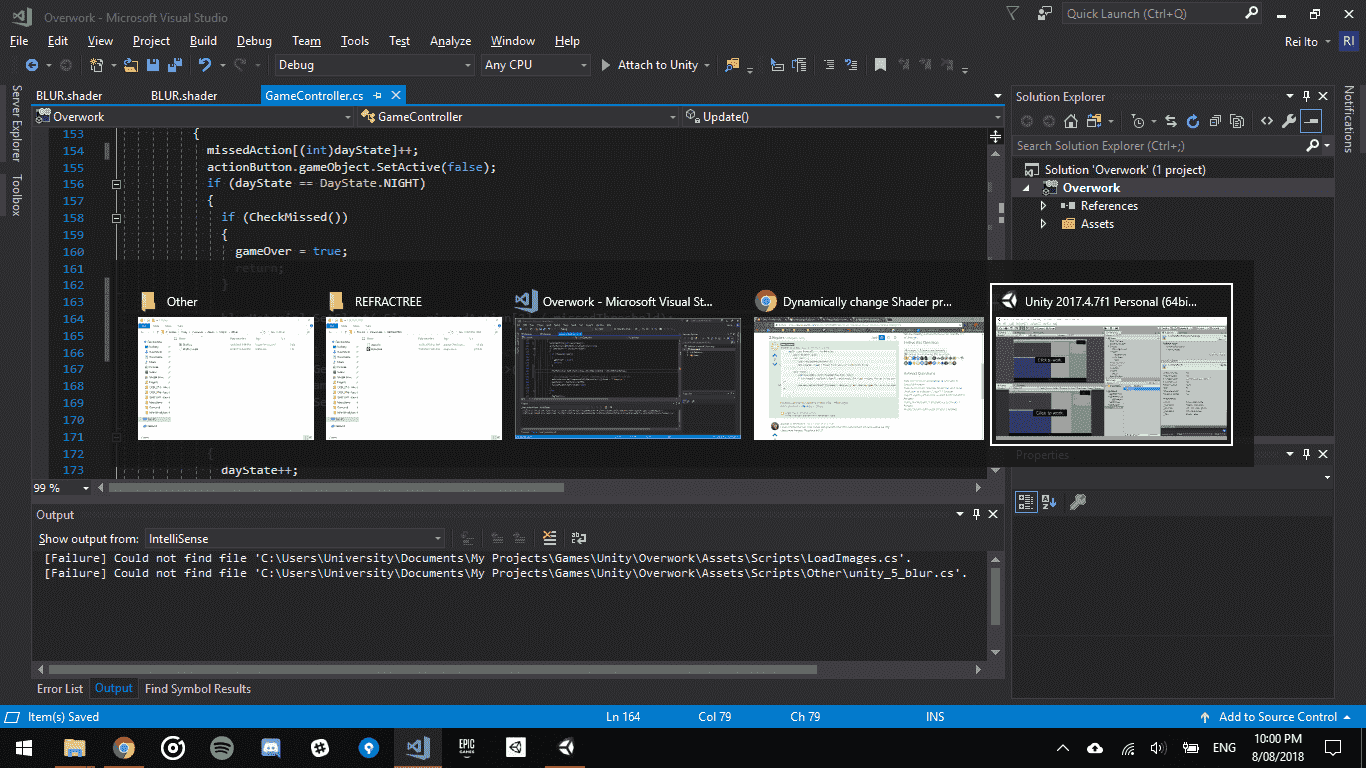 Overwork - Microsoft Visual Studio
Quick Launch (Ctrl+Q)
File Edit View Project Build Debug Team Tools Test Analyze Window Help
Rei Ito RI
Debug Any CPU Attach to Unity
BLUR.shader BLUR.shader GameController.cs
Overwork GameController Update()
Server Explorer
Toolbox
153 {
154 missedAction[(int)dayState]++;
155 actionButton.gameObject.SetActive(false);
156 if (dayState == DayState.NIGHT)
157 {
158 if (CheckMissed())
159 {
160 gameOver = true;
161 return;
162 }
163
164
165
166
167
168
169
170
171
172 {
173 dayState++;
99 %
Other
REFRACTREE
Overwork - Microsoft Visual St...
Dynamically change Shader pr...
Unity 2017.4.7f1 Personal (64bi...
Click to work.
Click to work.
Solution Explorer
Search Solution Explorer (Ctrl+;)
Solution 'Overwork' (1 project)
Overwork
References
Assets
Notifications
Properties
Output
Show output from: IntelliSense
[Failure] Could not find file 'C:\Users\University\Documents\My Projects\Games\Unity\Overwork\Assets\Scripts\LoadImages.cs'.
[Failure] Could not find file 'C:\Users\University\Documents\My Projects\Games\Unity\Overwork\Assets\Scripts\Other\unity_5_blur.cs'.
Error List Output Find Symbol Results
Item(s) Saved Ln 164 Col 79 Ch 79 INS Add to Source Control
EPIC GAMES
ENG
10:00 PM
8/08/2018